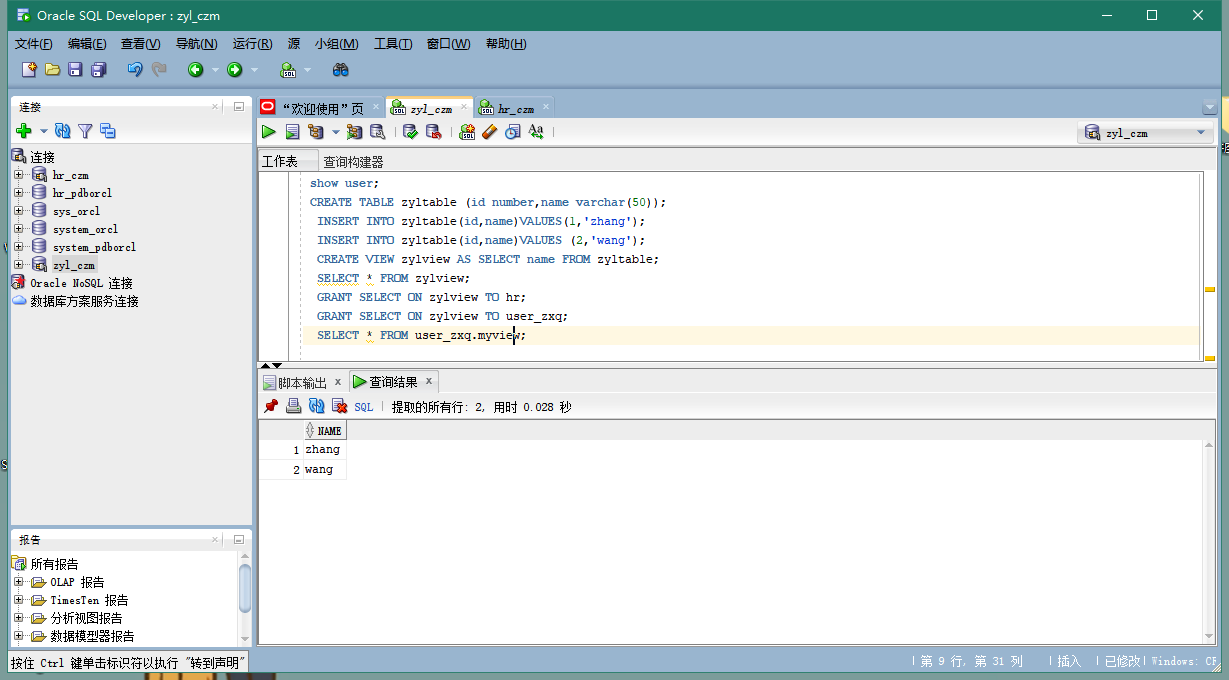 Oracle SQL Developer : zyl_czm
文件(F) 编辑(E) 查看(V) 导航(N) 运行(R) 源 小组(M) 工具(T) 窗口(W) 帮助(H)
连接
连接
hr_czm
hr_pdborcl
sys_orcl
system_orcl
system_pdborcl
zyl_czm
Oracle NoSQL 连接
数据库方案服务连接
报告
所有报告
OLAP 报告
TimesTen 报告
分析视图报告
数据模型器报告
“欢迎使用”页 zyl_czm hr_czm
zyl_czm
工作表 查询构建器
show user;
CREATE TABLE zyltable (id number,name varchar(50));
INSERT INTO zyltable(id,name)VALUES(1,'zhang');
INSERT INTO zyltable(id,name)VALUES (2,'wang');
CREATE VIEW zylview AS SELECT name FROM zyltable;
SELECT * FROM zylview;
GRANT SELECT ON zylview TO hr;
GRANT SELECT ON zylview TO user_zxq;
SELECT * FROM user_zxq.myview;
脚本输出 x 查询结果 x
SQL | 提取的所有行: 2, 用时 0.028 秒
NAME
1 zhang
2 wang
按住 Ctrl 键单击标识符以执行 "转到声明"
第 9 行, 第 31 列 | 插入 | 已修改 | Windows: CR